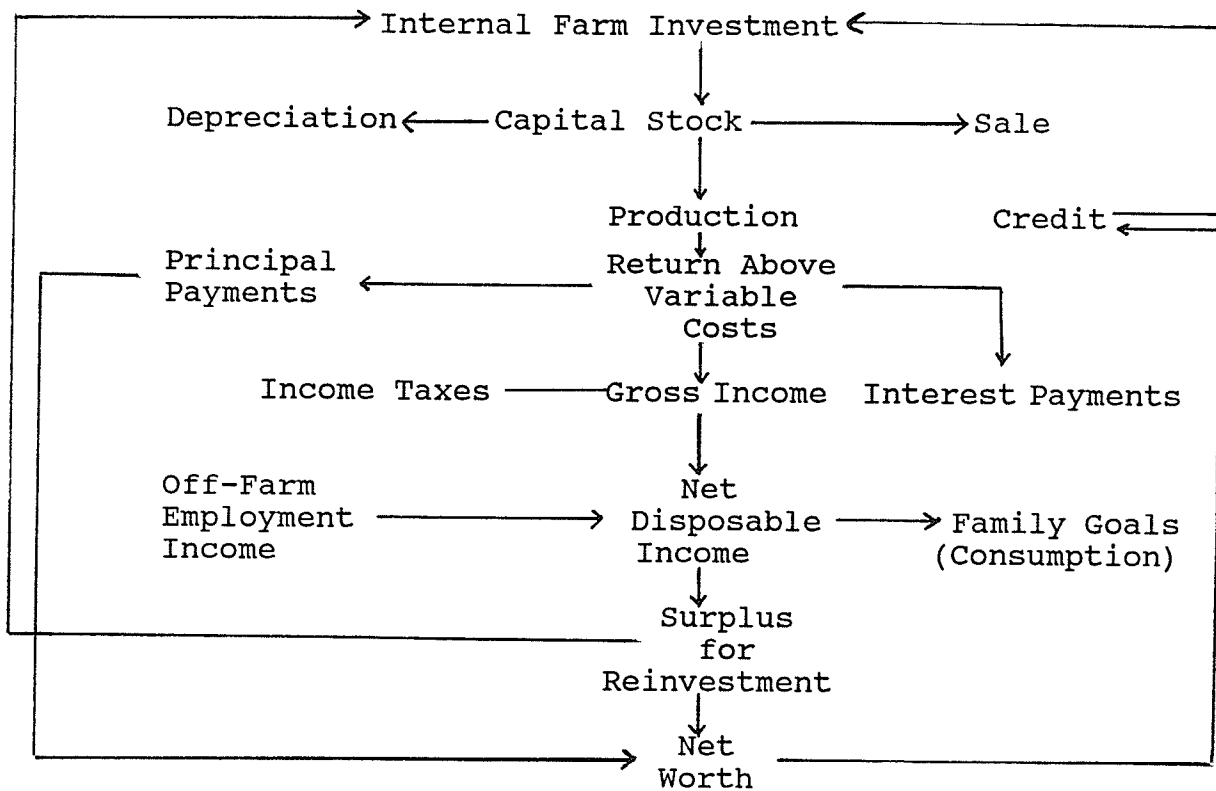 Internal Farm Investment
Depreciation
Capital Stock
Sale
Production
Credit
Principal
Payments
Return Above
Variable
Costs
Income Taxes
Gross Income
Interest Payments
Off-Farm
Employment
Income
Net
Disposable
Income
Family Goals
(Consumption)
Surplus
for
Reinvestment
Net
Worth